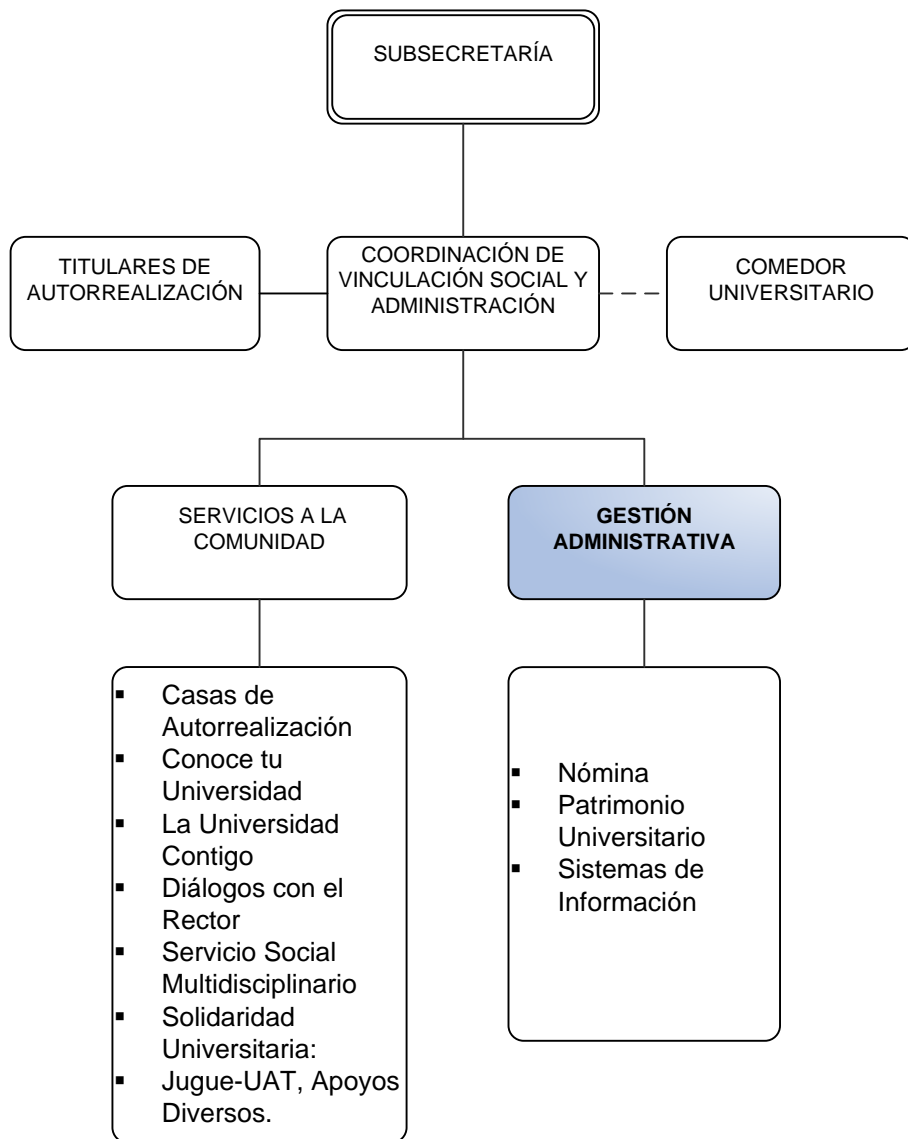 SUBSECRETARÍA
TITULARES DE
AUTORREALIZACIÓN
COORDINACIÓN DE
VINCULACIÓN SOCIAL Y
ADMINISTRACIÓN
COMEDOR
UNIVERSITARIO
SERVICIOS A LA
COMUNIDAD
GESTIÓN
ADMINISTRATIVA
▪ Casas de
Autorrealización
▪ Conoce tu
Universidad
▪ La Universidad
Contigo
▪ Diálogos con el
Rector
▪ Servicio Social
Multidisciplinario
▪ Solidaridad
Universitaria:
▪ Jugue-UAT, Apoyos
Diversos.
▪ Nómina
▪ Patrimonio
Universitario
▪ Sistemas de
Información